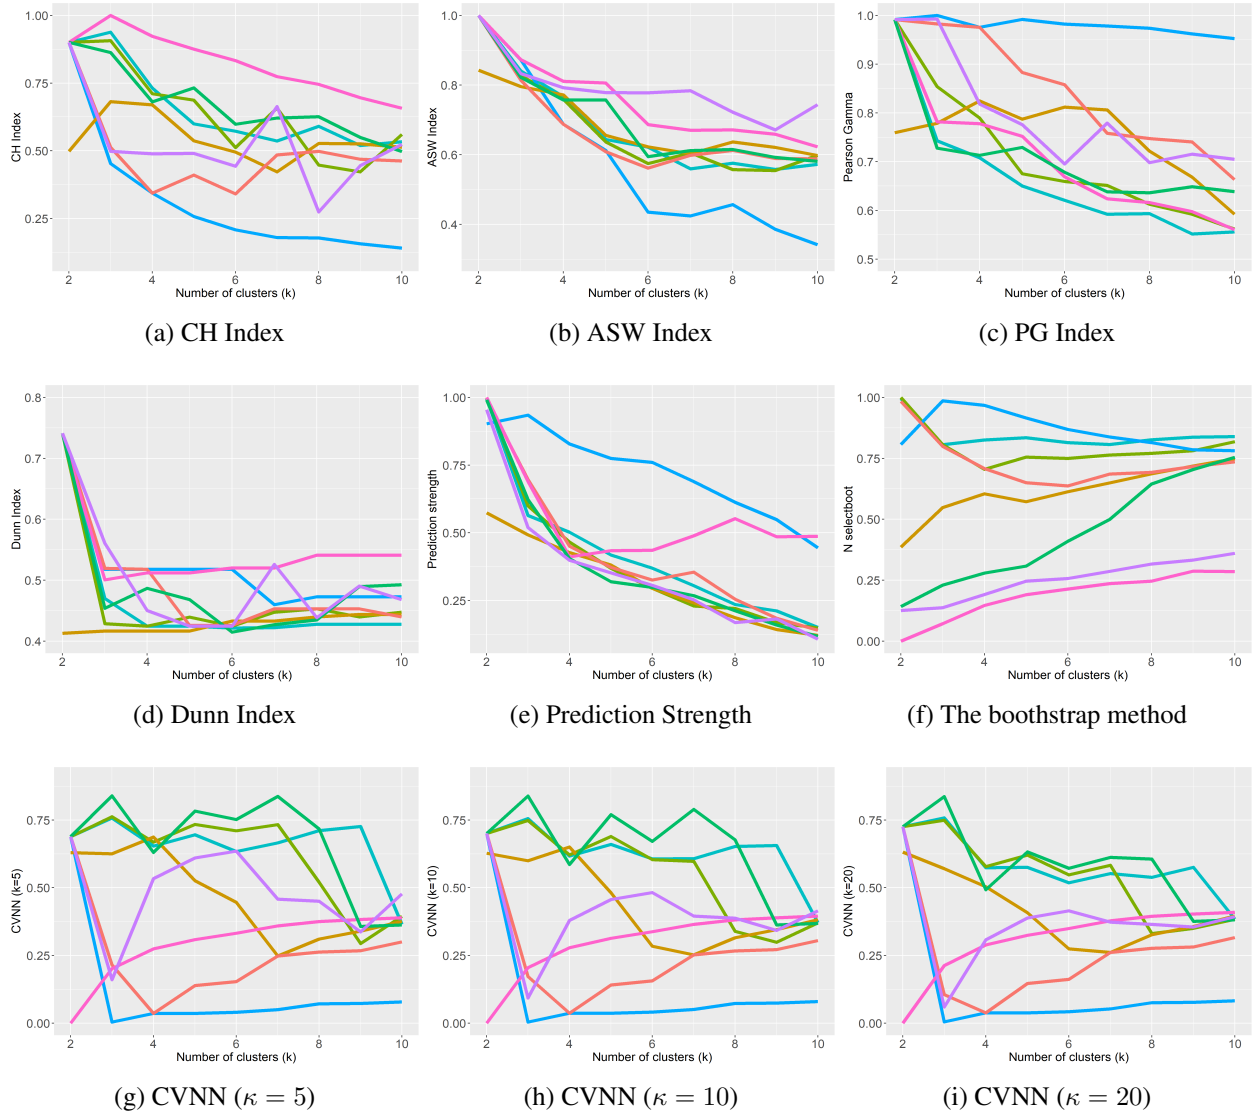 1.00
0.75
0.50
0.25
CH Index
2 4 6 8 10
Number of clusters (k)
(a) CH Index
1.0
0.8
0.6
0.4
ASW Index
2 4 6 8 10
Number of clusters (k)
(b) ASW Index
1.0
0.9
0.8
0.7
0.6
0.5
Pearson Gamma
2 4 6 8 10
Number of clusters (k)
(c) PG Index
0.8
0.7
0.6
0.5
0.4
Dunn Index
2 4 6 8 10
Number of clusters (k)
(d) Dunn Index
1.00
0.75
0.50
0.25
Prediction strength
2 4 6 8 10
Number of clusters (k)
(e) Prediction Strength
1.00
0.75
0.50
0.25
0.00
N selectboot
2 4 6 8 10
Number of clusters (k)
(f) The boothstrap method
0.75
0.50
0.25
0.00
CVNN (k=5)
2 4 6 8 10
Number of clusters (k)
(g) CVNN (κ = 5)
0.75
0.50
0.25
0.00
CVNN (k=10)
2 4 6 8 10
Number of clusters (k)
(h) CVNN (κ = 10)
0.75
0.50
0.25
0.00
CVNN (k=20)
2 4 6 8 10
Number of clusters (k)
(i) CVNN (κ = 20)